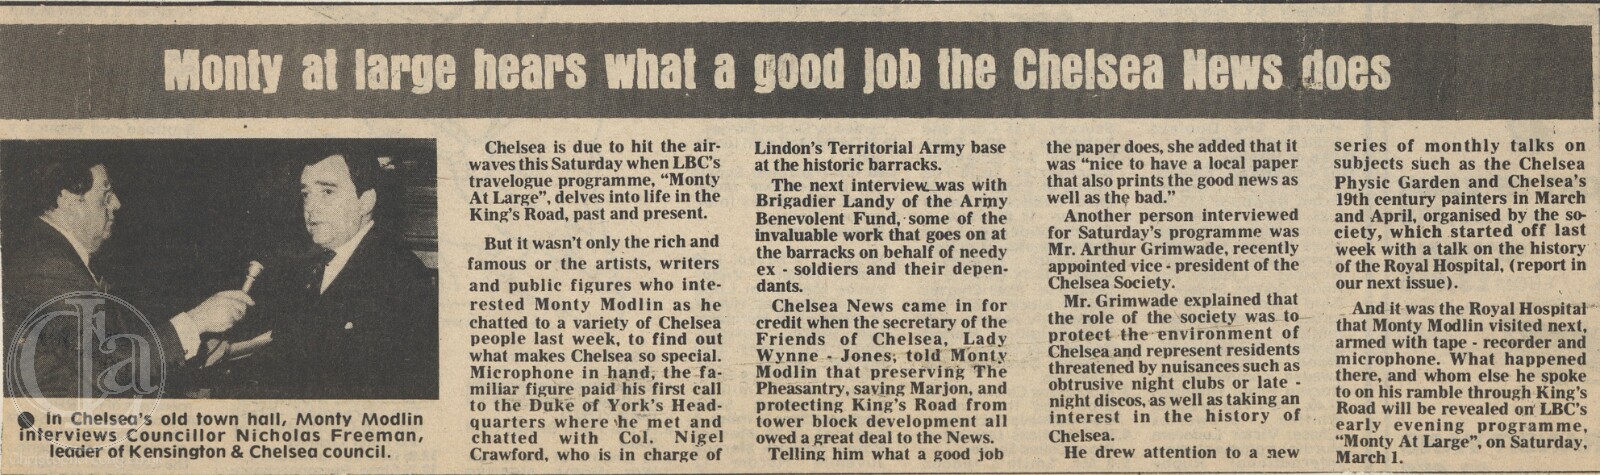 Monty at large hears what a good job the Chelsea News does
● In Chelsea's old town hall, Monty Modlin
interviews Councillor Nicholas Freeman,
leader of Kensington & Chelsea council.
Chelsea is due to hit the air-
waves this Saturday when LBC's
travelogue programme, "Monty
At Large", delves into life in the
King's Road, past and present.
But it wasn't only the rich and
famous or the artists, writers
and public figures who inte-
rested Monty Modlin as he
chatted to a variety of Chelsea
people last week, to find out
what makes Chelsea so special.
Microphone in hand, the fa-
miliar figure paid his first call
to the Duke of York's Head-
quarters where he met and
chatted with Col. Nigel
Crawford, who is in charge of
Lindon's Territorial Army base
at the historic barracks.
The next interview was with
Brigadier Landy of the Army
Benevolent Fund, some of the
invaluable work that goes on at
the barracks on behalf of needy
ex - soldiers and their depen-
dants.
Chelsea News came in for
credit when the secretary of the
Friends of Chelsea, Lady
Wynne - Jones, told Monty
Modlin that preserving The
Pheasantry, saving Marjon, and
protecting King's Road from
tower block development all
owed a great deal to the News.
Telling him what a good job
the paper does, she added that it
was "nice to have a local paper
that also prints the good news as
well as the bad."
Another person interviewed
for Saturday's programme was
Mr. Arthur Grimwade, recently
appointed vice - president of the
Chelsea Society.
Mr. Grimwade explained that
the role of the society was to
protect the environment of
Chelsea and represent residents
threatened by nuisances such as
obtrusive night clubs or late -
night discos, as well as taking an
interest in the history of
Chelsea.
He drew attention to a new
series of monthly talks on
subjects such as the Chelsea
Physic Garden and Chelsea's
19th century painters in March
and April, organised by the so-
ciety, which started off last
week with a talk on the history
of the Royal Hospital, (report in
our next issue).
And it was the Royal Hospital
that Monty Modlin visited next,
armed with tape - recorder and
microphone. What happened
there, and whom else he spoke
to on his ramble through King's
Road will be revealed on LBC's
early evening programme,
"Monty At Large", on Saturday,
March 1.